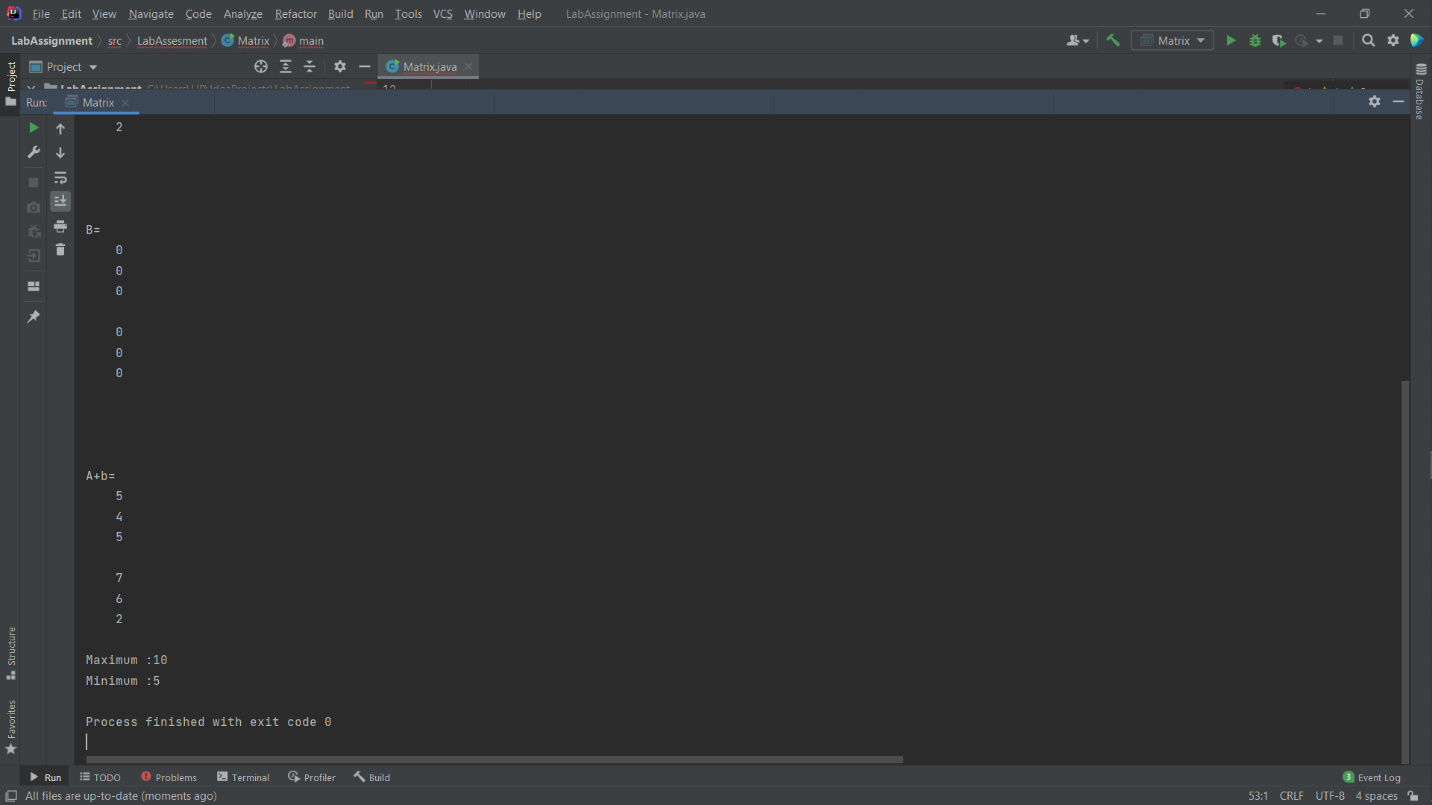 File Edit View Navigate Code Analyze Refactor Build Run Tools VCS Window Help LabAssignment - Matrix.java
LabAssignment src LabAssesment Matrix main Matrix
Project Matrix.java
Run: Matrix
2
B=
0
0
0
0
0
0
A+b=
5
4
5
7
6
2
Maximum :10
Minimum :5
Process finished with exit code 0
Project
Structure
Favorites
Database
Run TODO Problems Terminal Profiler Build 3 Event Log
All files are up-to-date (moments ago) 53:1 CRLF UTF-8 4 spaces